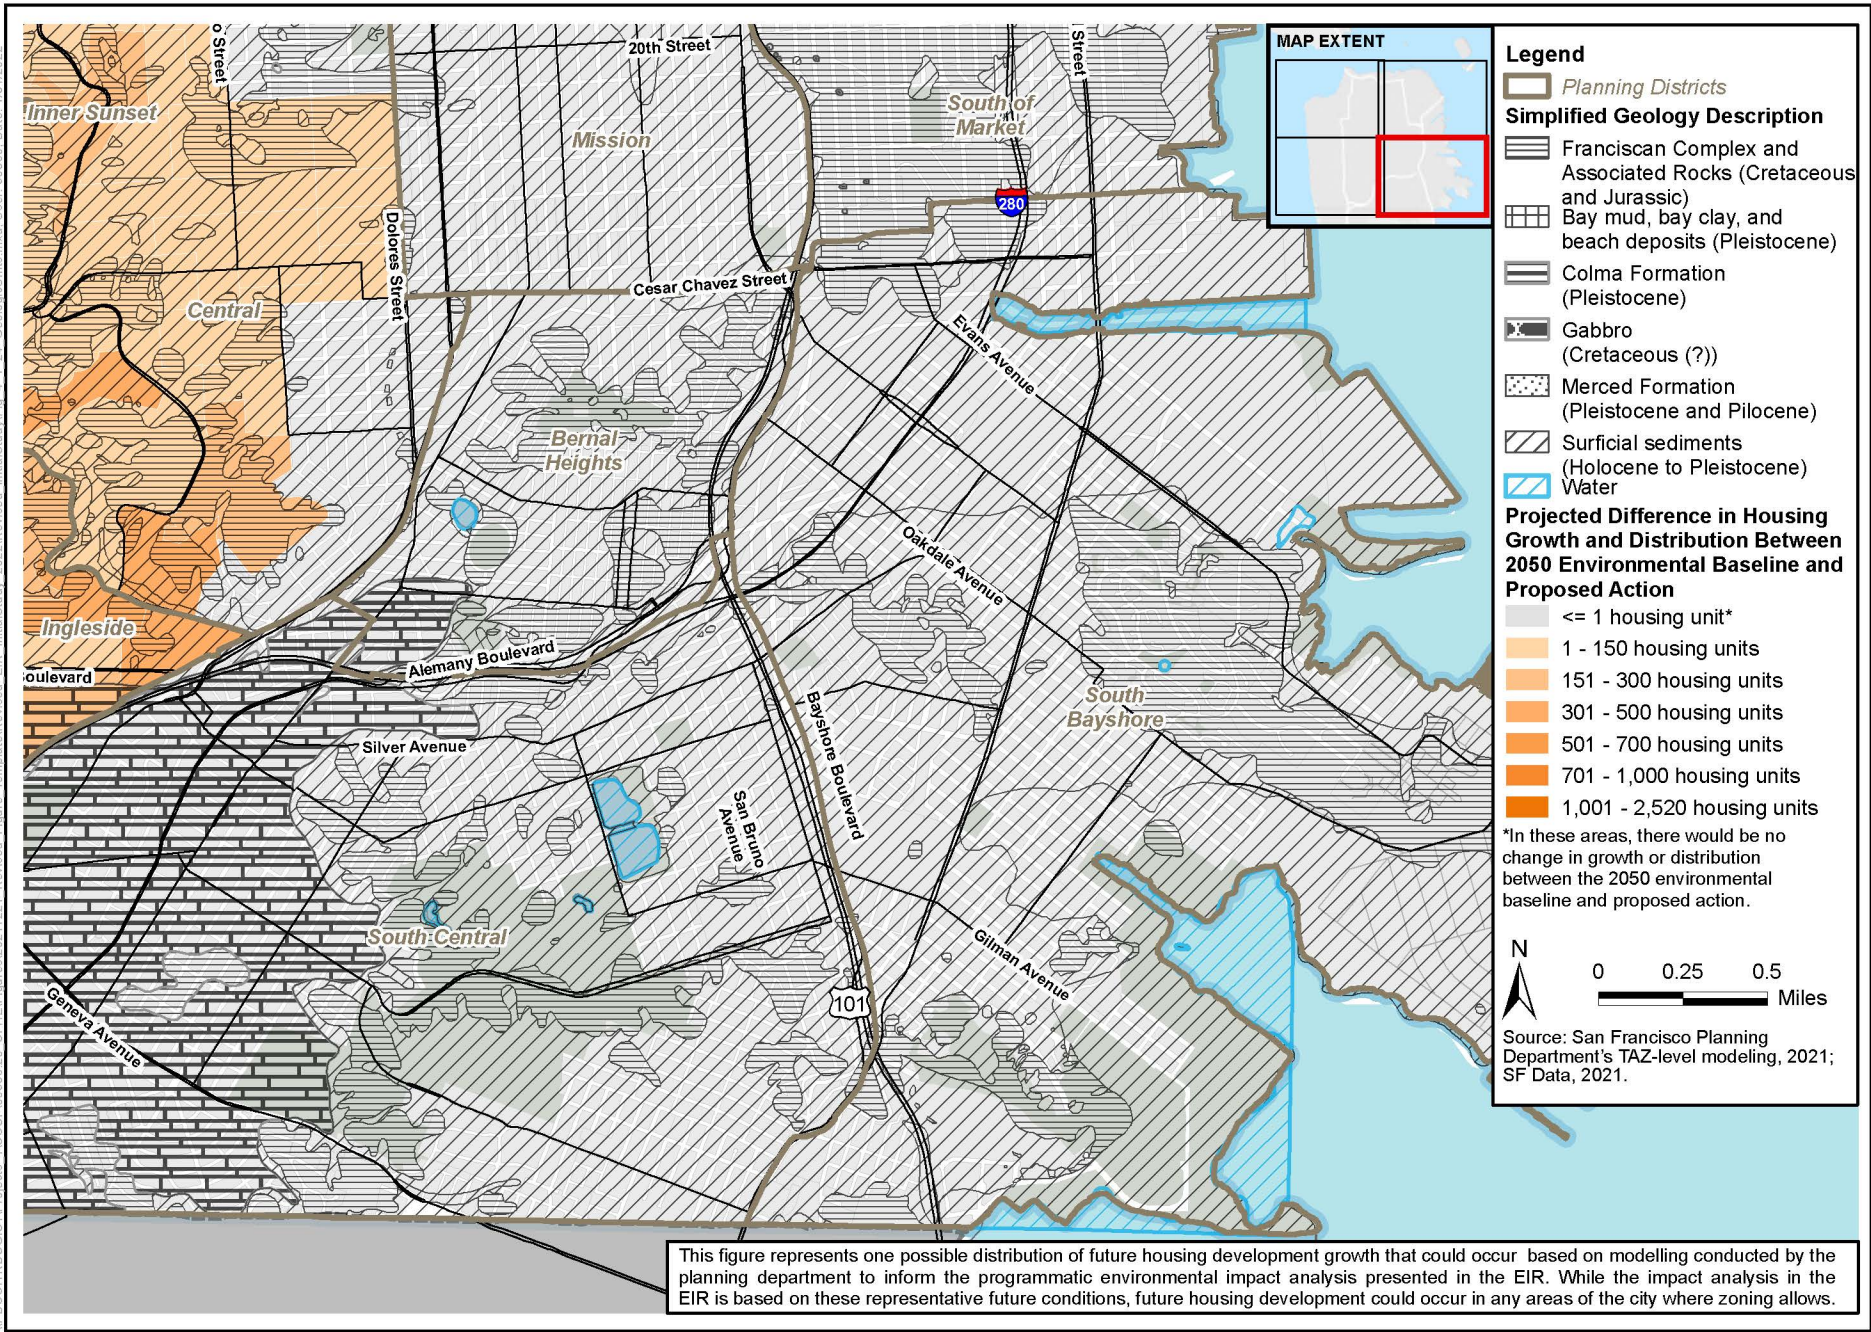 o Street
20th Street
I Street
Inner Sunset
Mission
South of
Market
280
Dolores Street
Cesar Chavez Street
Central
Evans Avenue
Bernal
Heights
Oakdale Avenue
Ingleside
oulevard
Alemany Boulevard
South
Bayshore
Bayshore Boulevard
Silver Avenue
San Bruno
Avenue
South Central
Gilman Avenue
101
Geneva Avenue
MAP EXTENT
Legend
Planning Districts
Simplified Geology Description
Franciscan Complex and
Associated Rocks (Cretaceous
and Jurassic)
Bay mud, bay clay, and
beach deposits (Pleistocene)
Colma Formation
(Pleistocene)
Gabbro
(Cretaceous (?))
Merced Formation
(Pleistocene and Pilocene)
Surficial sediments
(Holocene to Pleistocene)
Water
Projected Difference in Housing
Growth and Distribution Between
2050 Environmental Baseline and
Proposed Action
<= 1 housing unit*
1 - 150 housing units
151 - 300 housing units
301 - 500 housing units
501 - 700 housing units
701 - 1,000 housing units
1,001 - 2,520 housing units
*In these areas, there would be no
change in growth or distribution
between the 2050 environmental
baseline and proposed action.
N
0 0.25 0.5
Miles
Source: San Francisco Planning
Department's TAZ-level modeling, 2021;
SF Data, 2021.
This figure represents one possible distribution of future housing development growth that could occur based on modelling conducted by the
planning department to inform the programmatic environmental impact analysis presented in the EIR. While the impact analysis in the
EIR is based on these representative future conditions, future housing development could occur in any areas of the city where zoning allows.